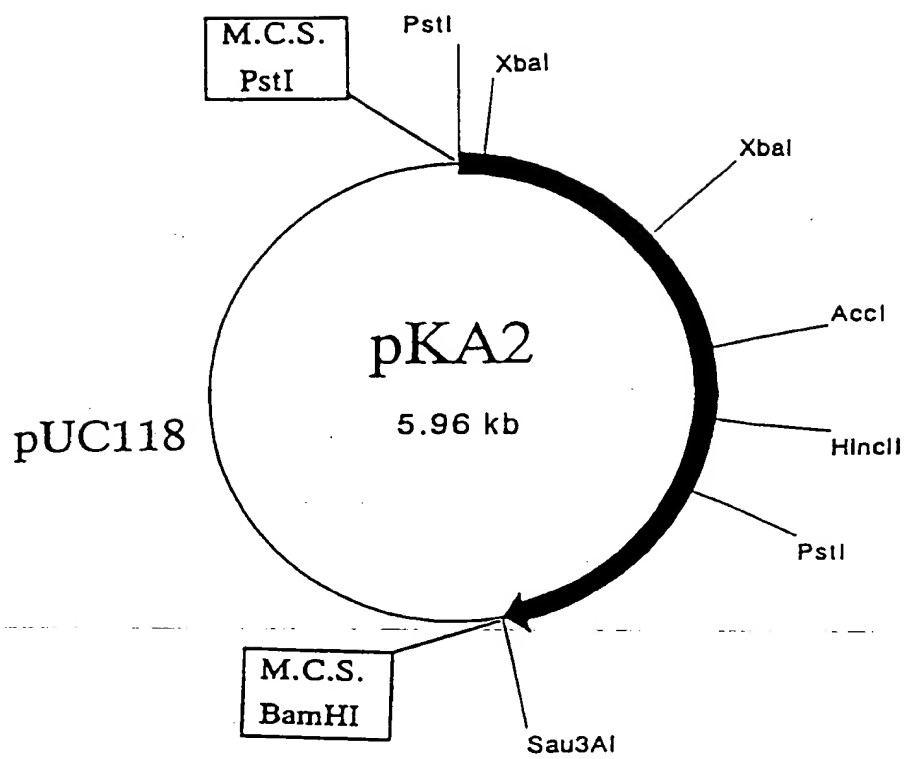 M.C.S.
PstI
PstI
XbaI
XbaI
AccI
pKA2
5.96 kb
pUC118
HincII
PstI
M.C.S.
BamHI
Sau3AI